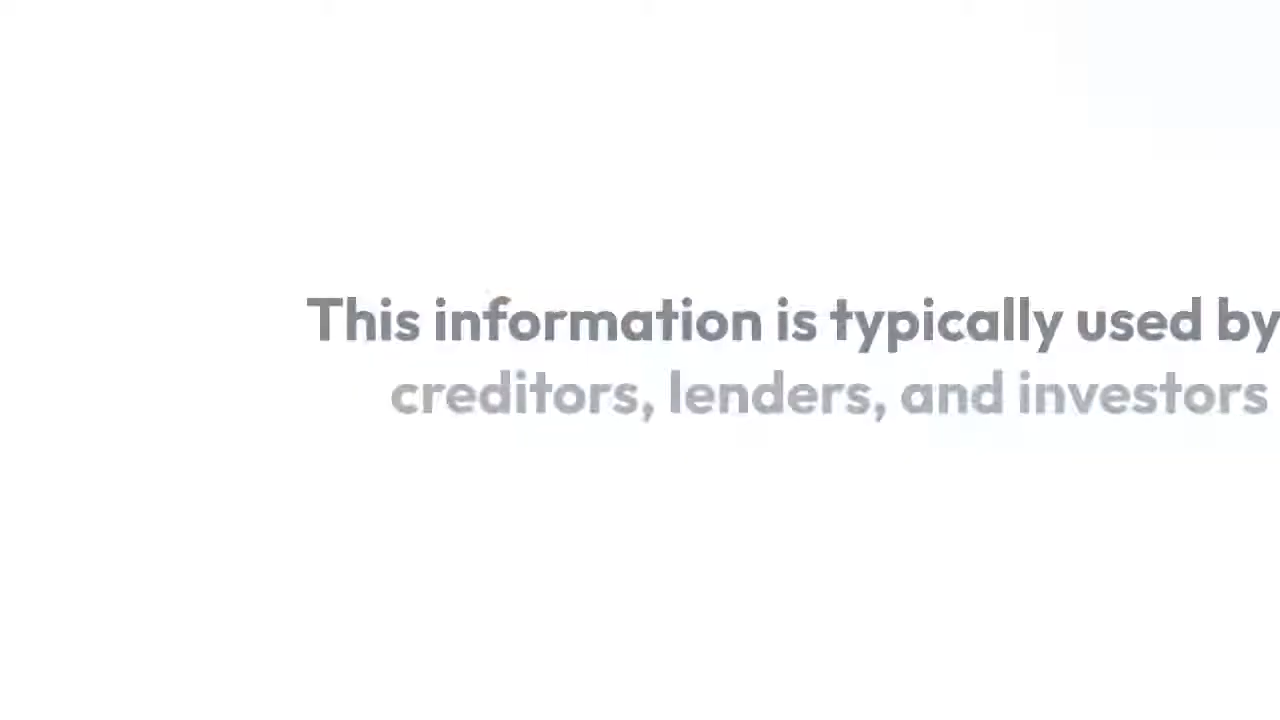 This information is typically used by
creditors, lenders, and investors